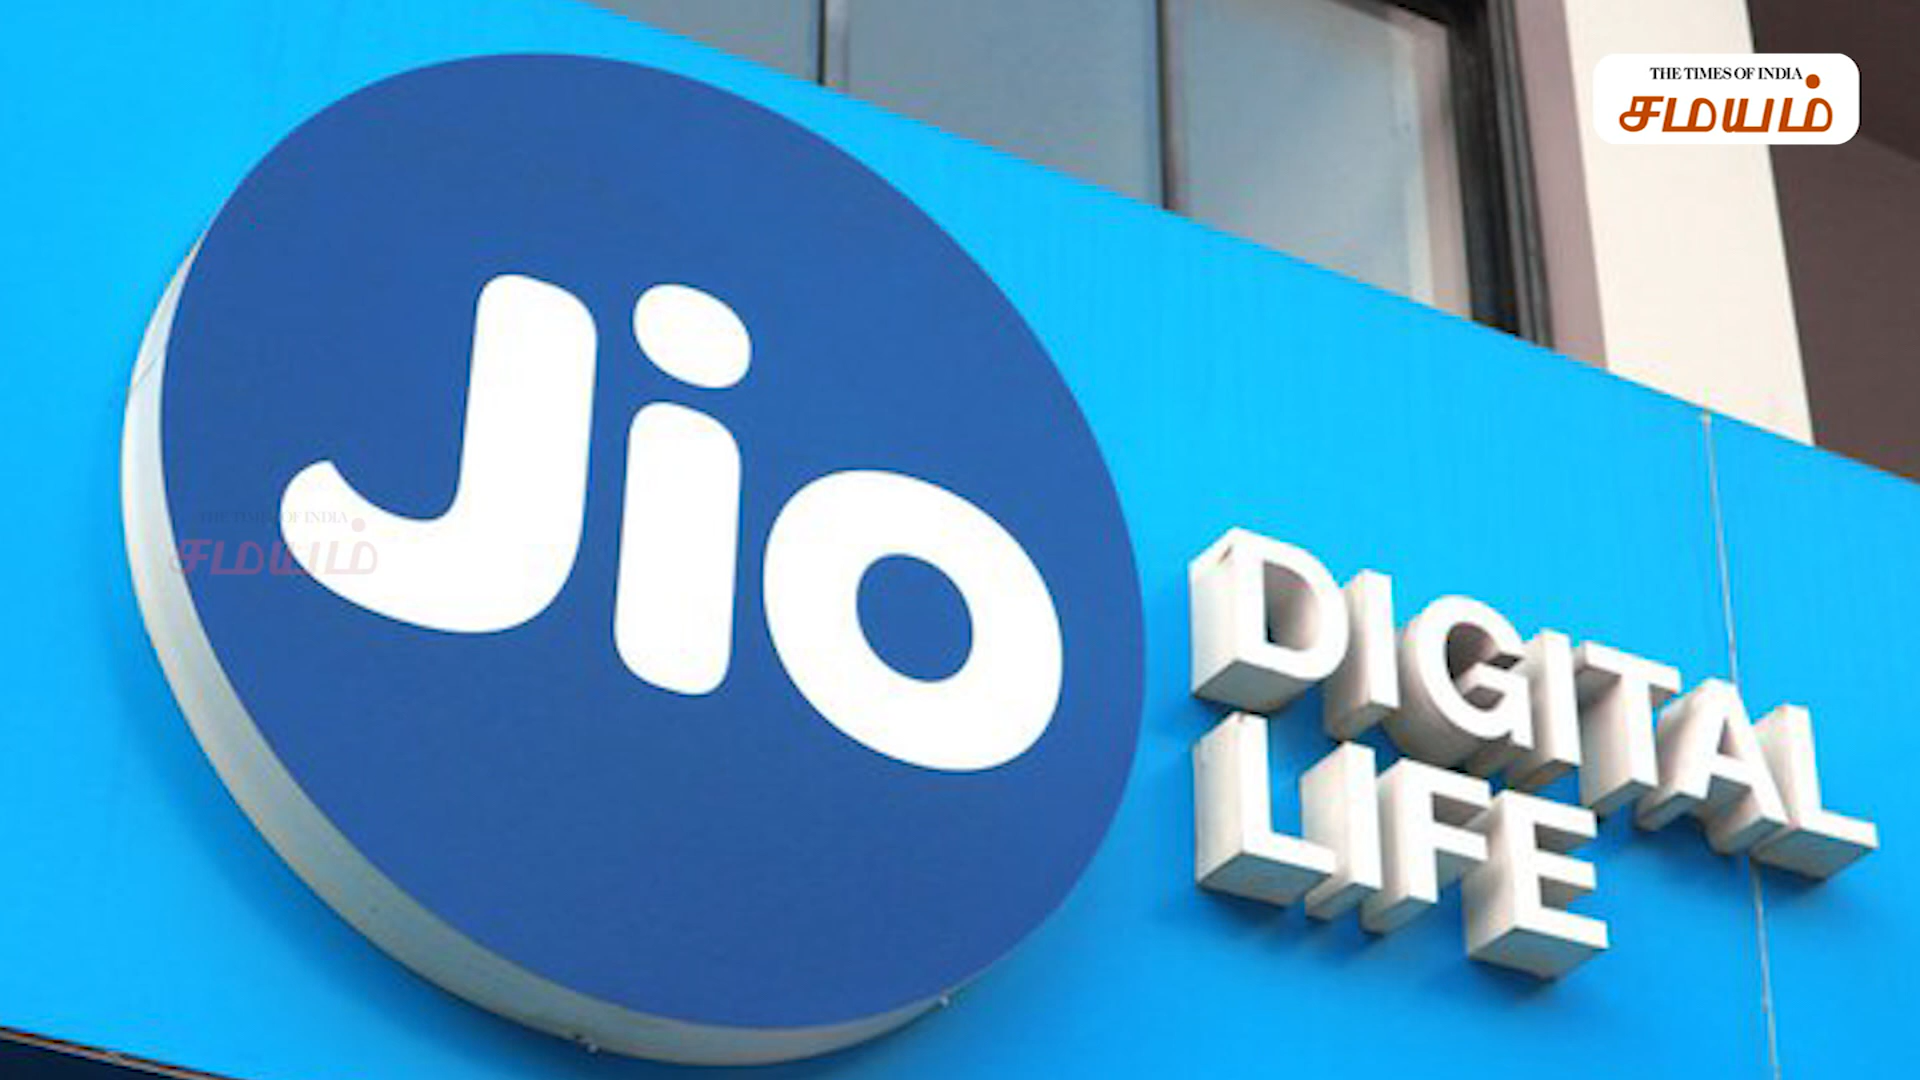 THE TIMES OF INDIA
சமயம்
Jio
THE TIMES OF INDIA
சமயம்
DIGITAL
LIFE